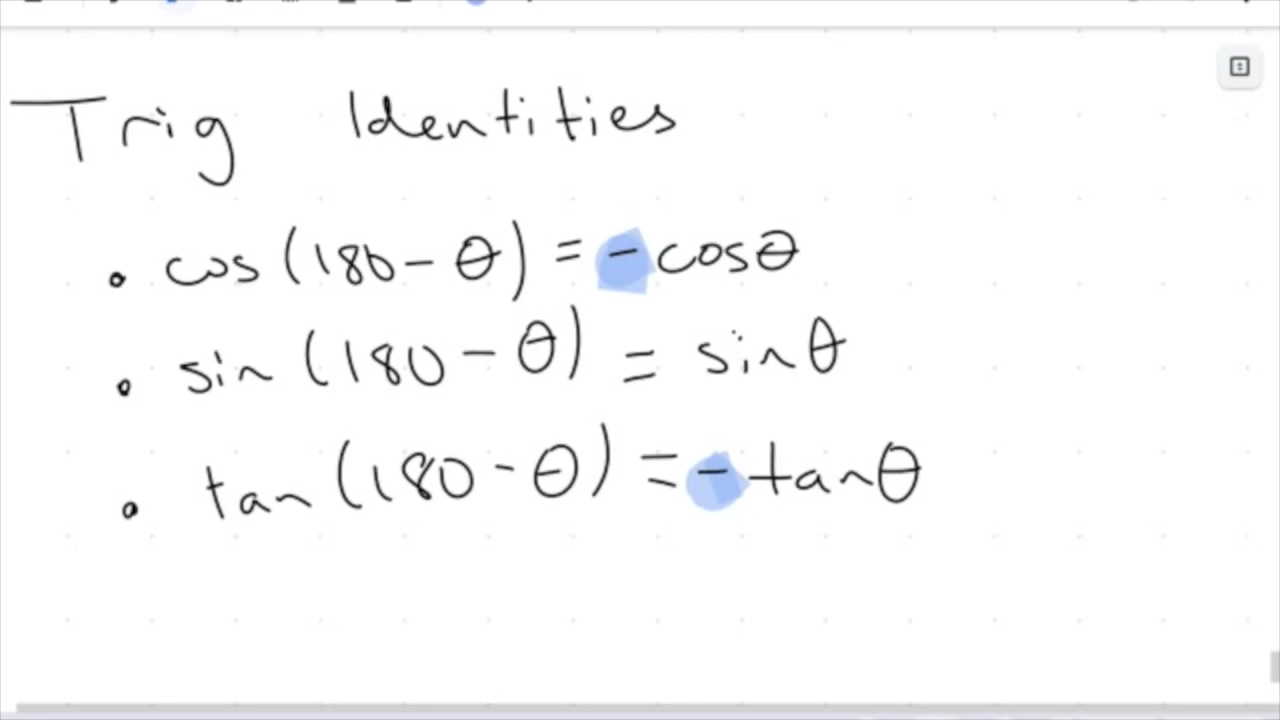 Trig Identities
• cos(180-θ) = -cosθ
• sin(180-θ) = sinθ
• tan(180-θ) = -tanθ